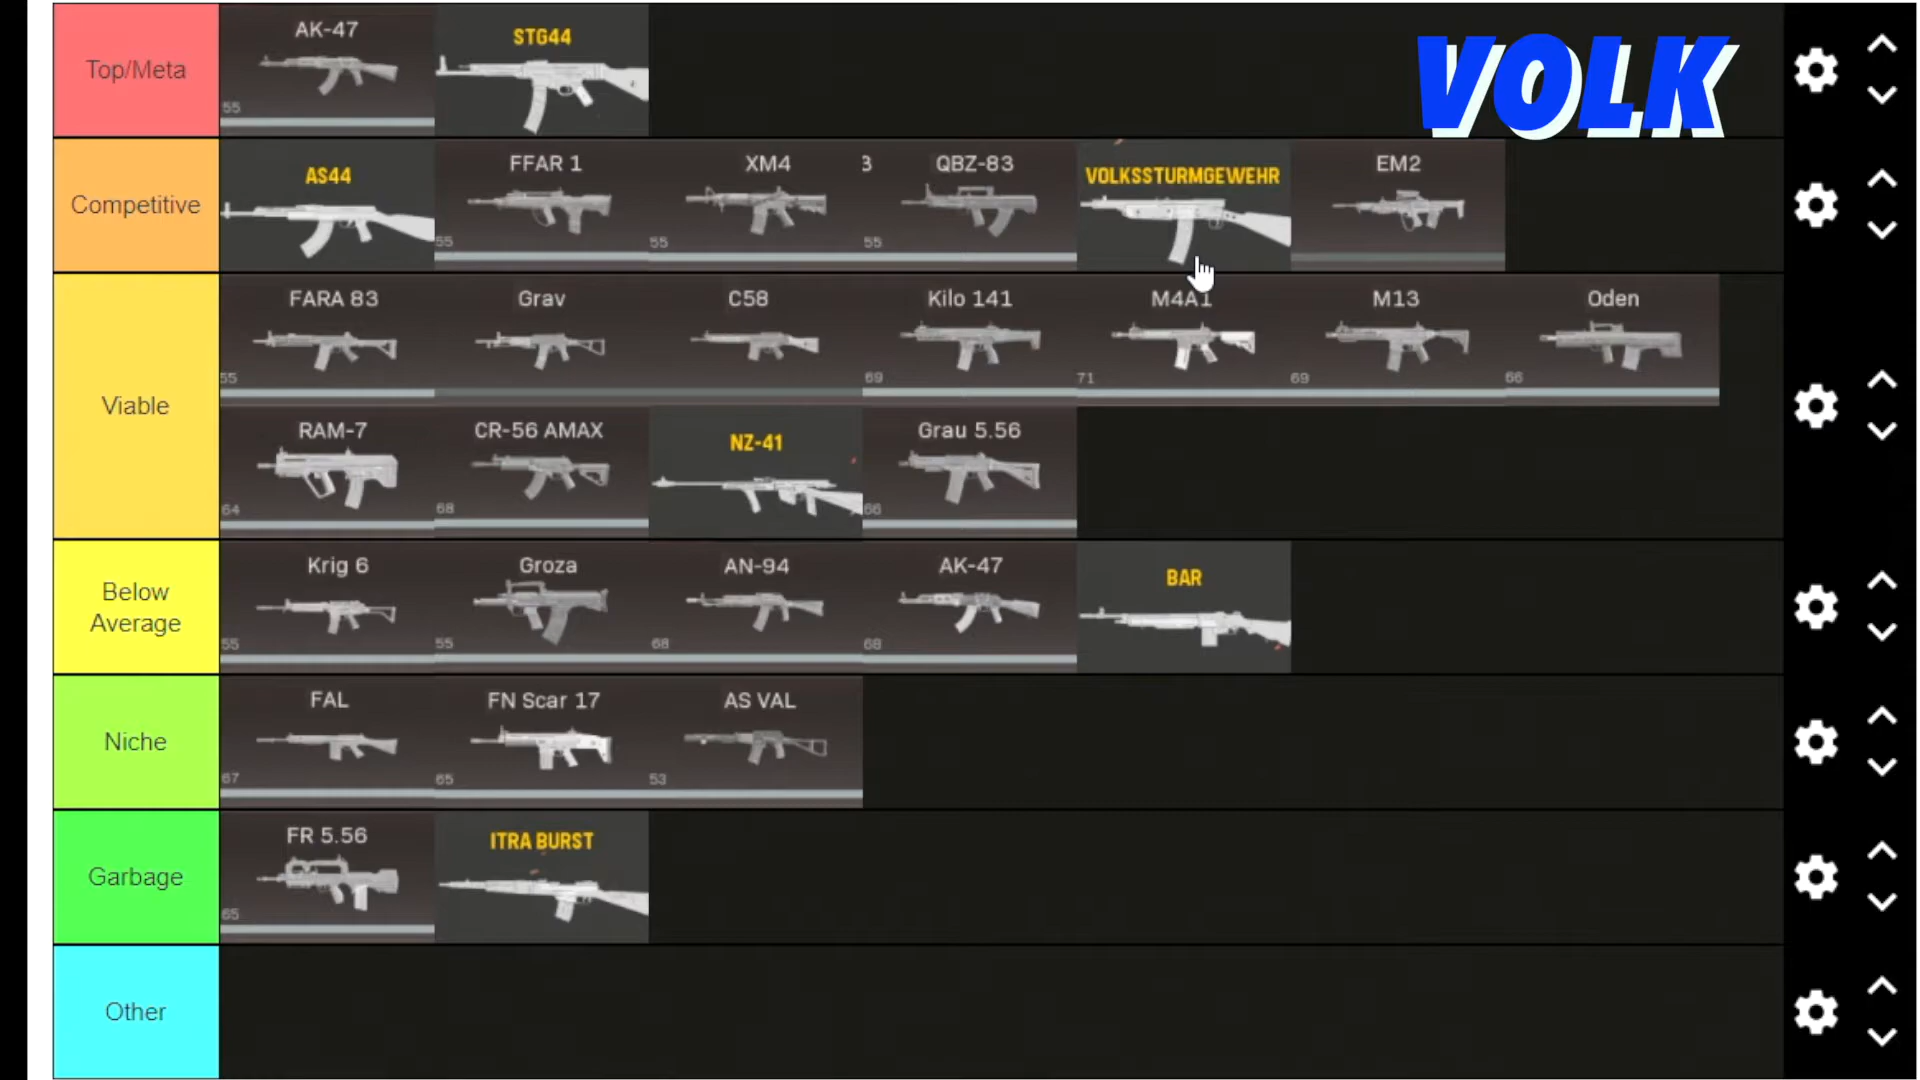 Top/Meta
AK-47
55
STG44
VOLK
Competitive
AS44
FFAR 1
55
XM4
55
3
QBZ-83
55
VOLKSSTURMGEWEHR
EM2
Viable
FARA 83
55
Grav
C58
Kilo 141
69
M4A1
71
M13
69
Oden
66
RAM-7
64
CR-56 AMAX
68
NZ-41
Grau 5.56
66
Below
Average
Krig 6
55
Groza
55
AN-94
68
AK-47
68
BAR
Niche
FAL
67
FN Scar 17
65
AS VAL
53
Garbage
FR 5.56
65
ITRA BURST
Other